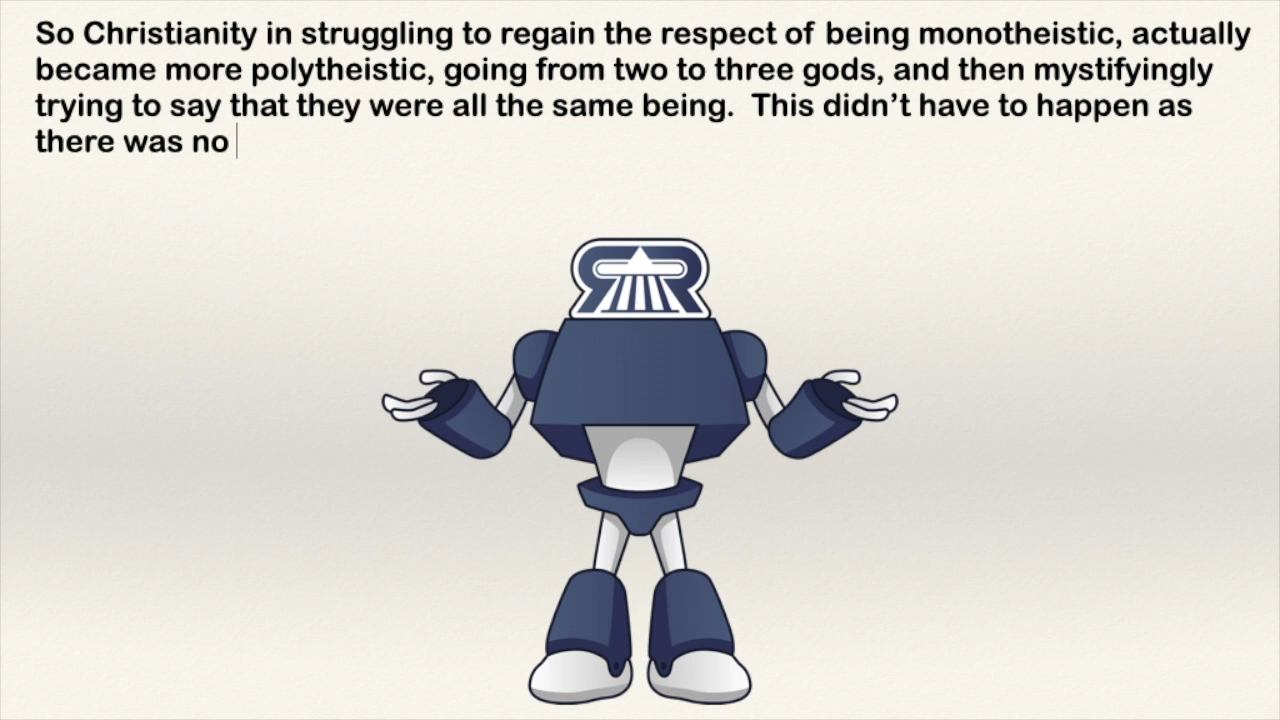 So Christianity in struggling to regain the respect of being monotheistic, actually
became more polytheistic, going from two to three gods, and then mystifyingly
trying to say that they were all the same being.  This didn’t have to happen as
there was no